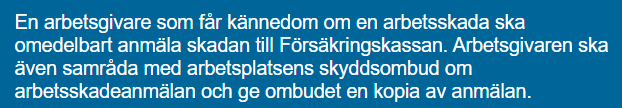 En arbetsgivare som får kännedom om en arbetsskada ska
omedelbart anmäla skadan till Försäkringskassan. Arbetsgivaren ska
även samråda med arbetsplatsens skyddsombud om
arbetsskadeanmälan och ge ombudet en kopia av anmälan.